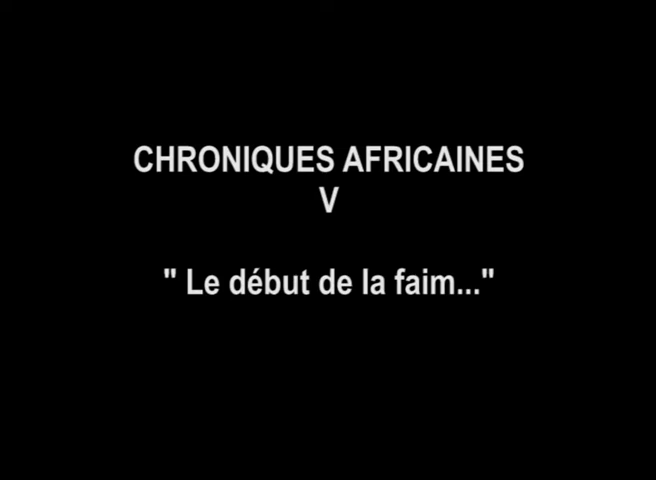 CHRONIQUES AFRICAINES
V
" Le début de la faim..."